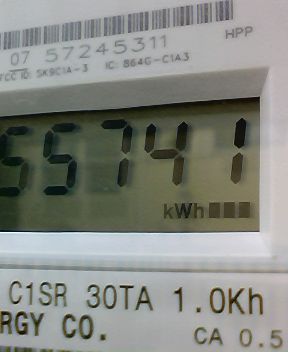 07 57245311
HPP
FCC ID: SK9C1A-3 IC: 864G-C1A3
55741
kWh
C1SR 30TA 1.0Kh
RGY CO.
CA 0.5